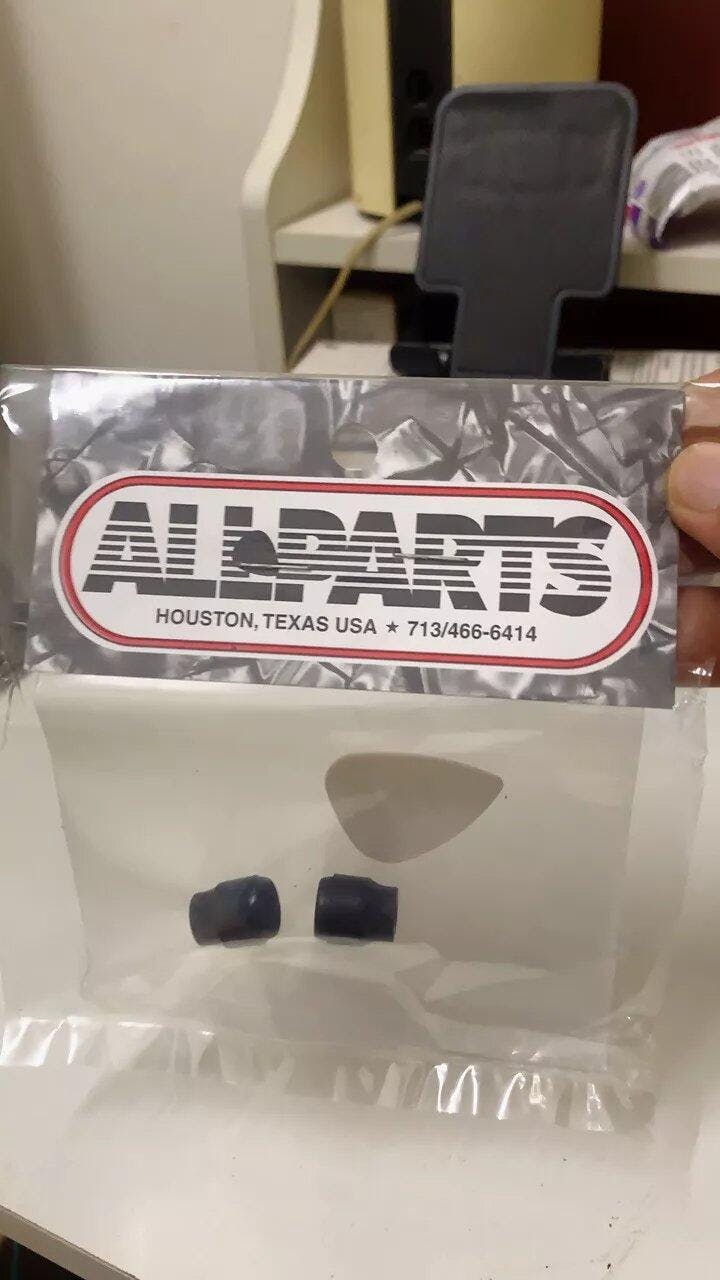 ALLPARTS
HOUSTON, TEXAS USA ★ 713/466-6414